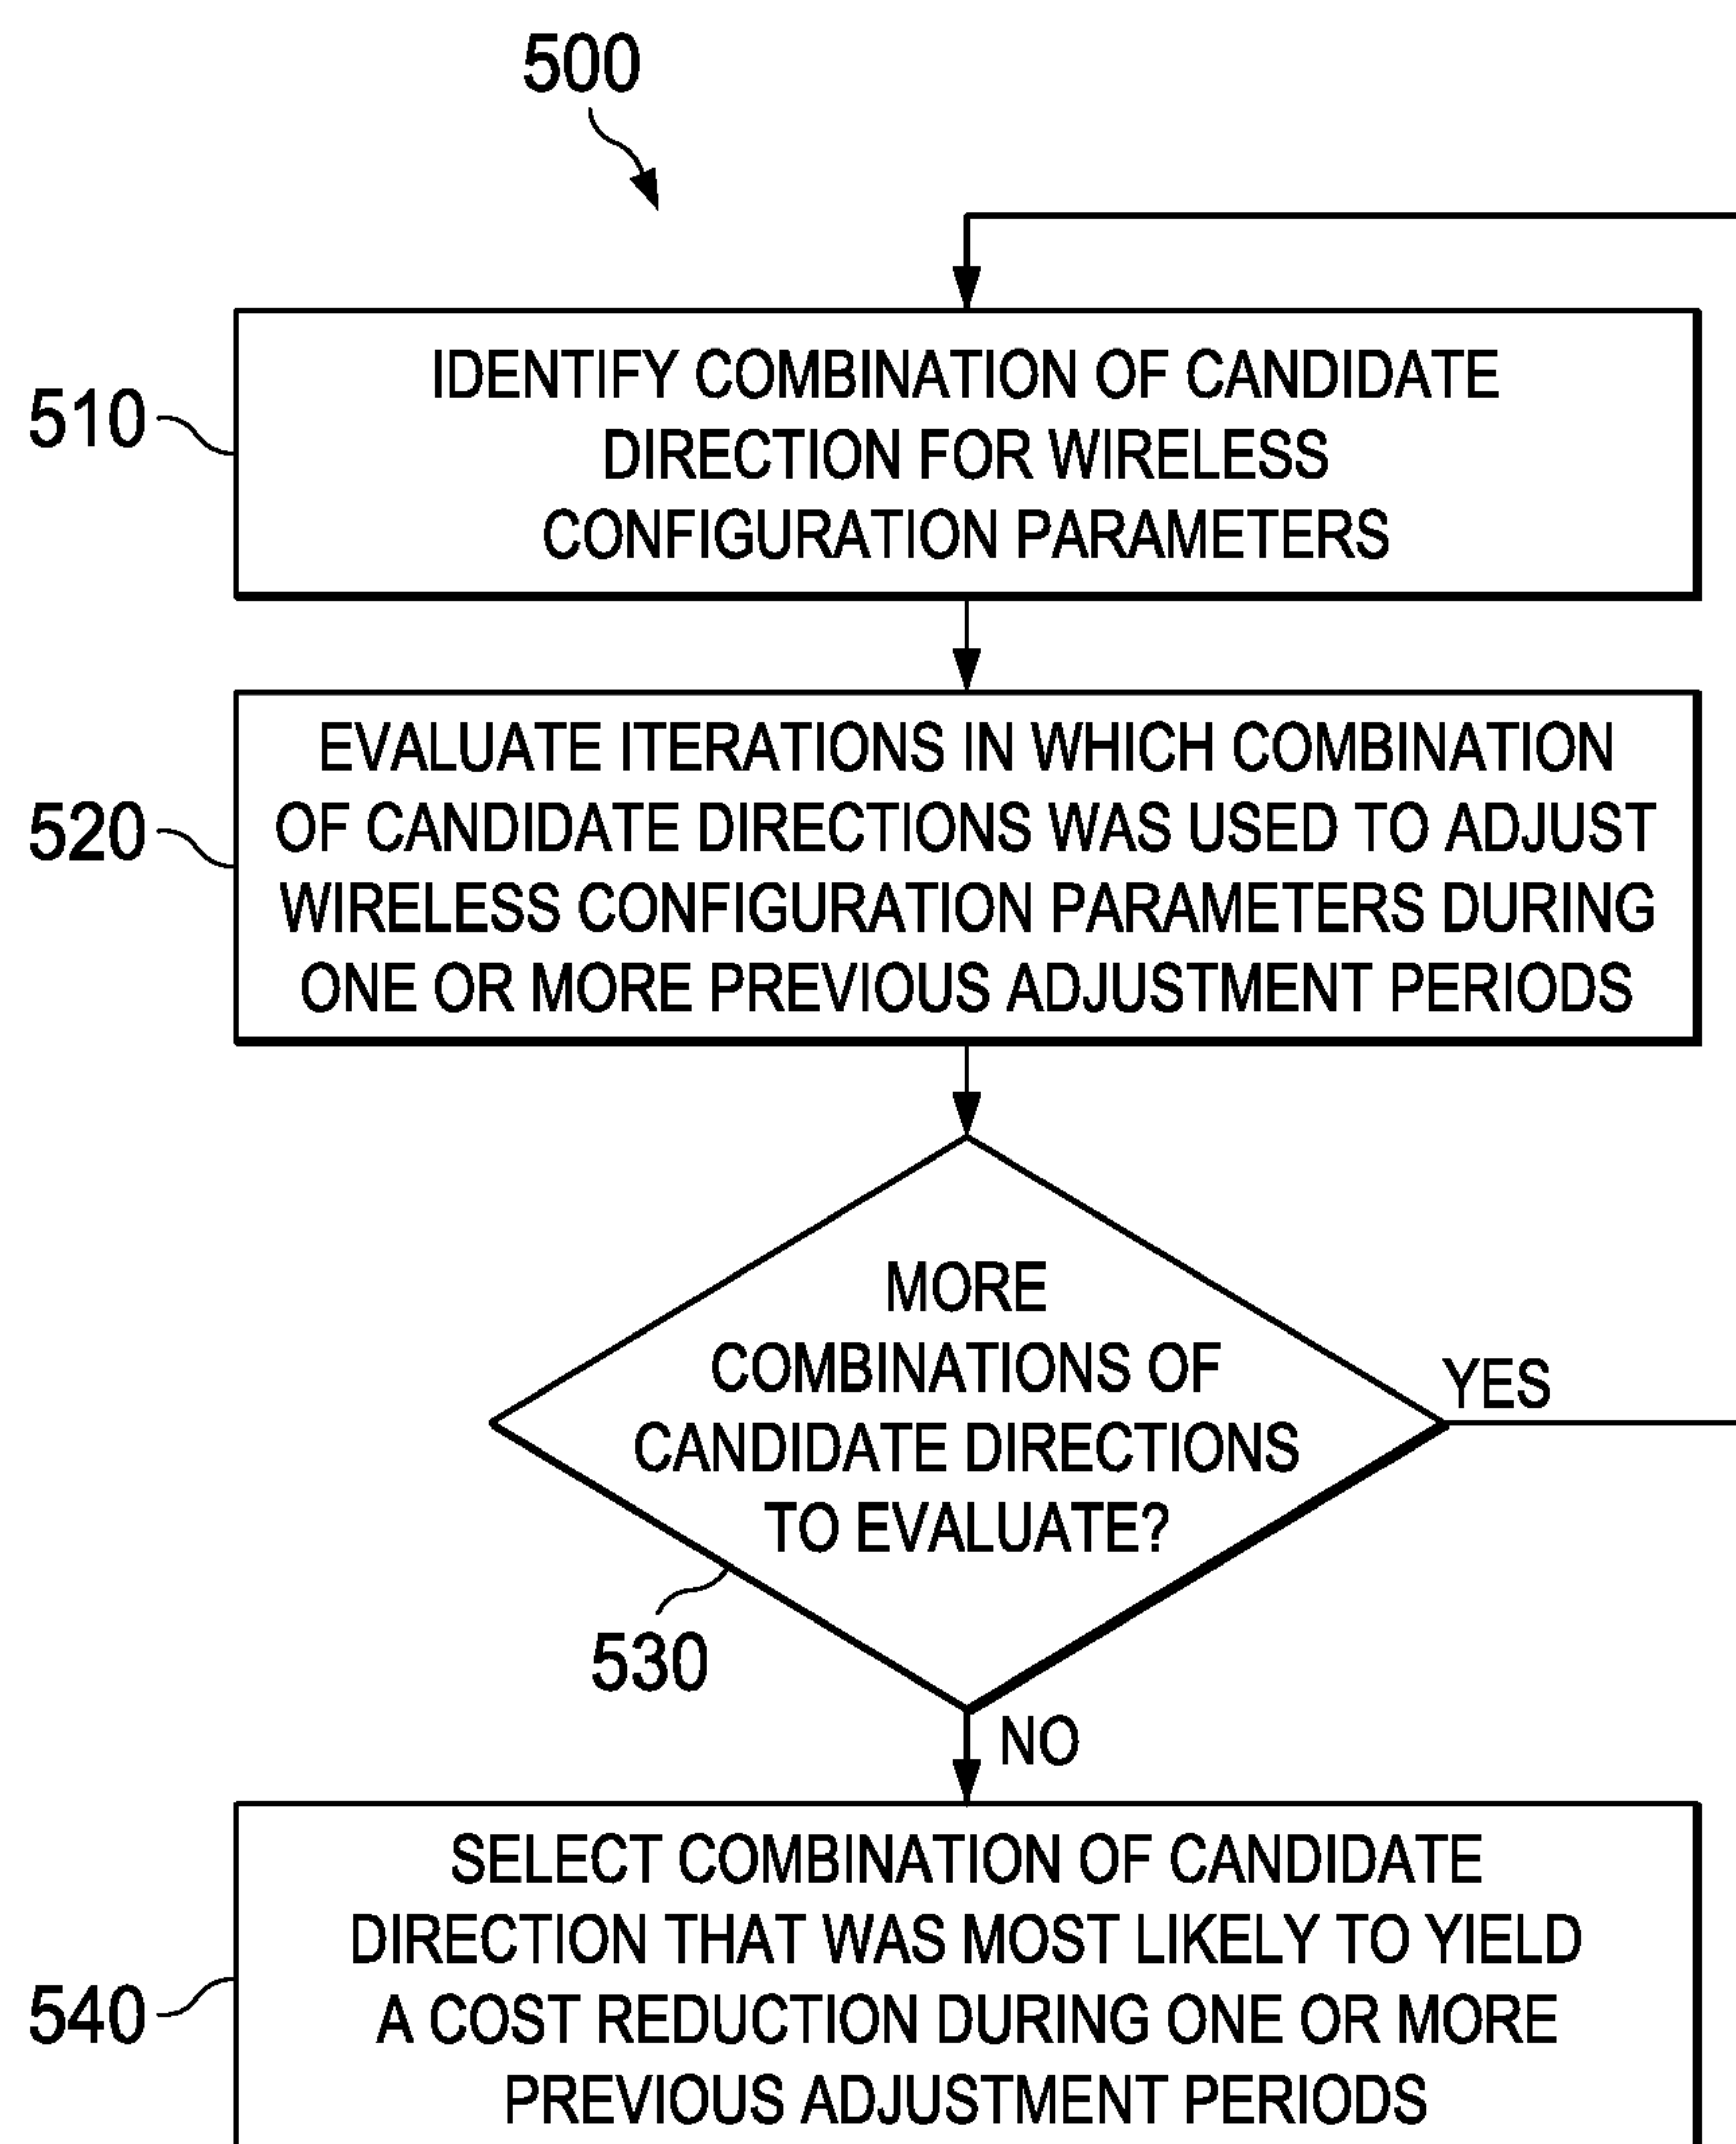 500
510
IDENTIFY COMBINATION OF CANDIDATE
DIRECTION FOR WIRELESS
CONFIGURATION PARAMETERS
520
EVALUATE ITERATIONS IN WHICH COMBINATION
OF CANDIDATE DIRECTIONS WAS USED TO ADJUST
WIRELESS CONFIGURATION PARAMETERS DURING
ONE OR MORE PREVIOUS ADJUSTMENT PERIODS
MORE
COMBINATIONS OF
CANDIDATE DIRECTIONS
TO EVALUATE?
YES
530
NO
540
SELECT COMBINATION OF CANDIDATE
DIRECTION THAT WAS MOST LIKELY TO YIELD
A COST REDUCTION DURING ONE OR MORE
PREVIOUS ADJUSTMENT PERIODS